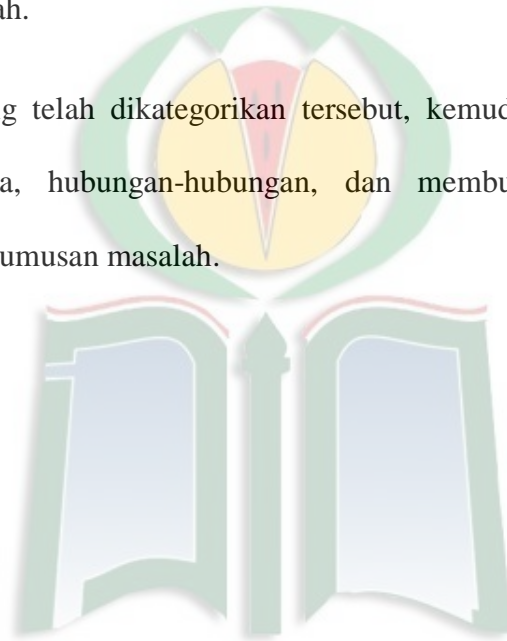 ah.
g telah dikategorikan tersebut, kemud
a, hubungan-hubungan, dan membu
umusan masalah.